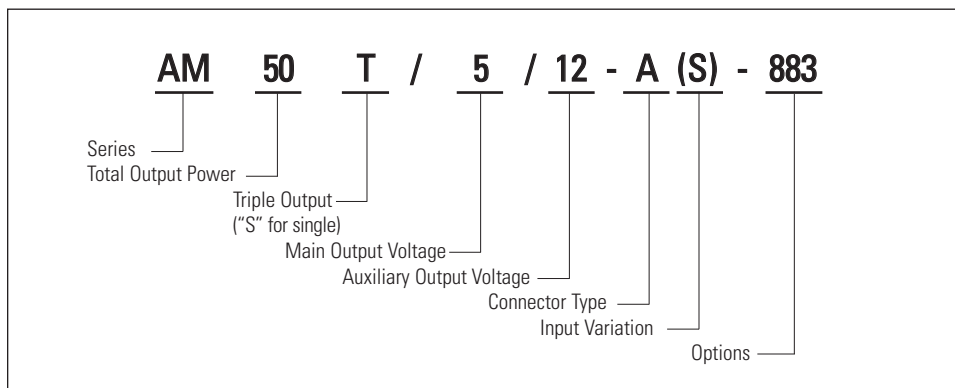 AM 50 T / 5 / 12 - A (S) - 883
Series
Total Output Power
Triple Output
("S" for single)
Main Output Voltage
Auxiliary Output Voltage
Connector Type
Input Variation
Options